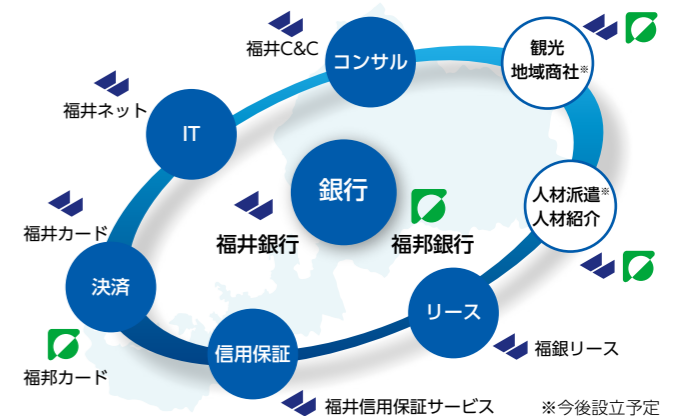 福井C&C
コンサル
観光
地域商社※
福井ネット
IT
銀行
人材派遣※
人材紹介
福井カード
福井銀行
福邦銀行
決済
リース
福邦カード
信用保証
福銀リース
福井信用保証サービス
※今後設立予定